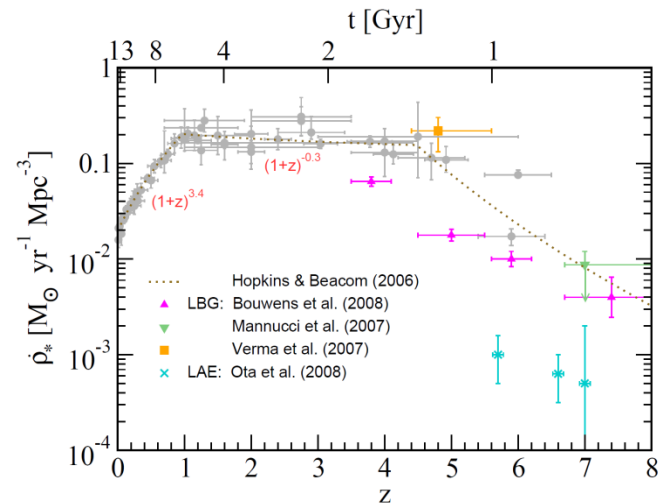 t [Gyr]
13 8 4 2 1
1
0.1
10⁻²
10⁻³
10⁻⁴
ρ̇* [M⊙ yr⁻¹ Mpc⁻³]
(1+z)³·⁴
(1+z)⁻⁰·³
Hopkins & Beacom (2006)
LBG: Bouwens et al. (2008)
Mannucci et al. (2007)
Verma et al. (2007)
LAE: Ota et al. (2008)
0 1 2 3 4 5 6 7 8
z